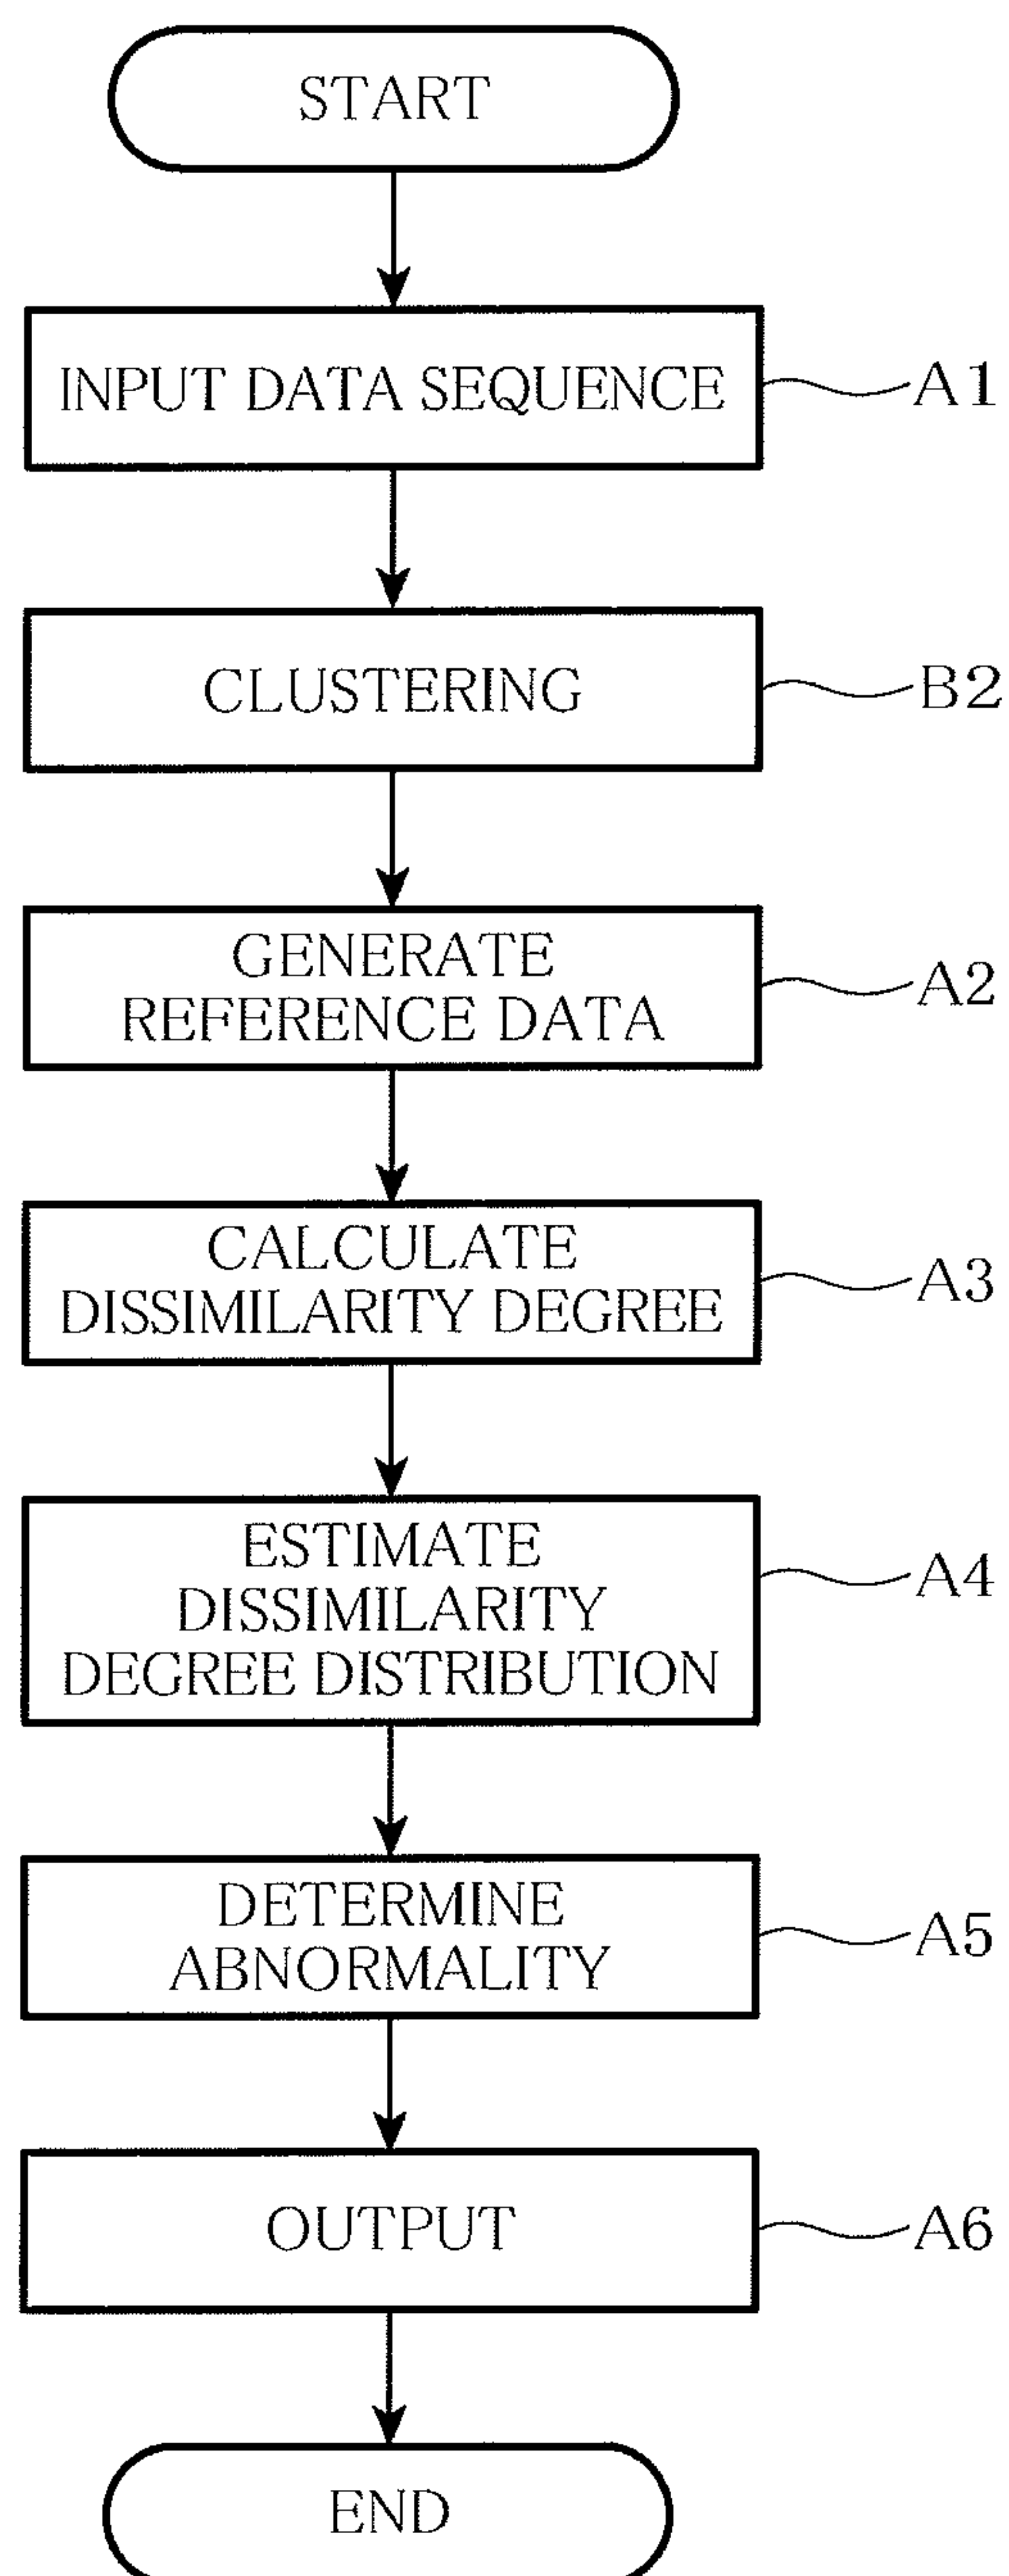 START
INPUT DATA SEQUENCE
A1
CLUSTERING
B2
GENERATE
REFERENCE DATA
A2
CALCULATE
DISSIMILARITY DEGREE
A3
ESTIMATE
DISSIMILARITY
DEGREE DISTRIBUTION
A4
DETERMINE
ABNORMALITY
A5
OUTPUT
A6
END